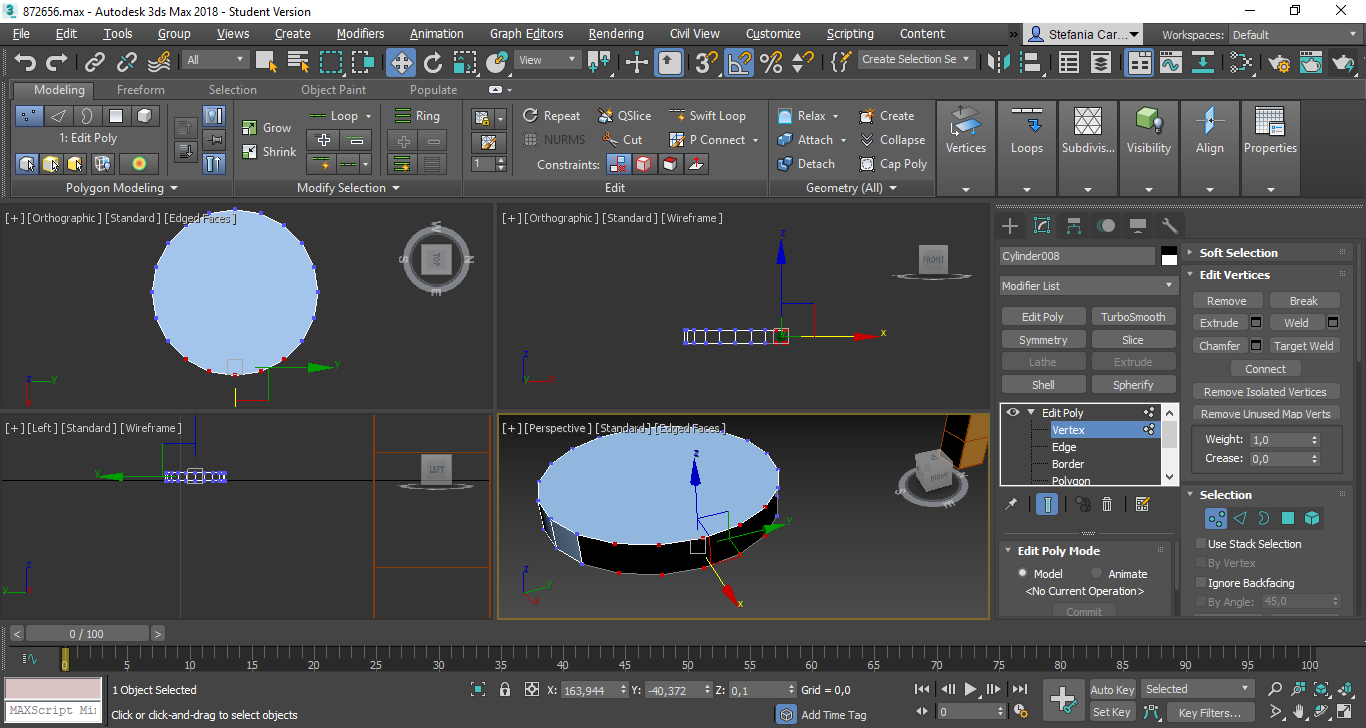 872656.max - Autodesk 3ds Max 2018 - Student Version
File Edit Tools Group Views Create Modifiers Animation Graph Editors Rendering Civil View Customize Scripting Content » Stefania Car... Workspaces: Default
All View 3 Create Selection Se
Modeling Freeform Selection Object Paint Populate
1: Edit Poly
Polygon Modeling
Grow
Shrink
Loop
Ring
Modify Selection
1
Repeat QSlice Swift Loop
NURMS Cut P Connect
Constraints:
Edit
Relax Create
Attach Collapse
Detach Cap Poly
Geometry (All)
Vertices Loops Subdivis... Visibility Align Properties
[+] [Orthographic] [Standard] [Edged Faces]
W
S TOP N
E
y
z y
[+] [Orthographic] [Standard] [Wireframe]
FRONT
z
x
z
y
[+] [Left] [Standard] [Wireframe]
LEFT
y
z
y
[+] [Perspective] [Standard] [Edged Faces]
RIGHT
S
E
z
y
x
z
y
Cylinder008
Modifier List
Edit Poly TurboSmooth
Symmetry Slice
Lathe Extrude
Shell Spherify
Edit Poly
Vertex
Edge
Border
Polygon
Edit Poly Mode
Model Animate
<No Current Operation>
Commit
Soft Selection
Edit Vertices
Remove Break
Extrude Weld
Chamfer Target Weld
Connect
Remove Isolated Vertices
Remove Unused Map Verts
Weight: 1,0
Crease: 0,0
Selection
Use Stack Selection
By Vertex
Ignore Backfacing
By Angle: 45,0
< 0 / 100 >
0 5 10 15 20 25 30 35 40 45 50 55 60 65 70 75 80 85 90 95 100
MAXScript Mi
1 Object Selected
Click or click-and-drag to select objects
X: 163,944 Y: -40,372 Z: 0,1 Grid = 0,0
Add Time Tag
0
Auto Key Selected
Set Key Key Filters...